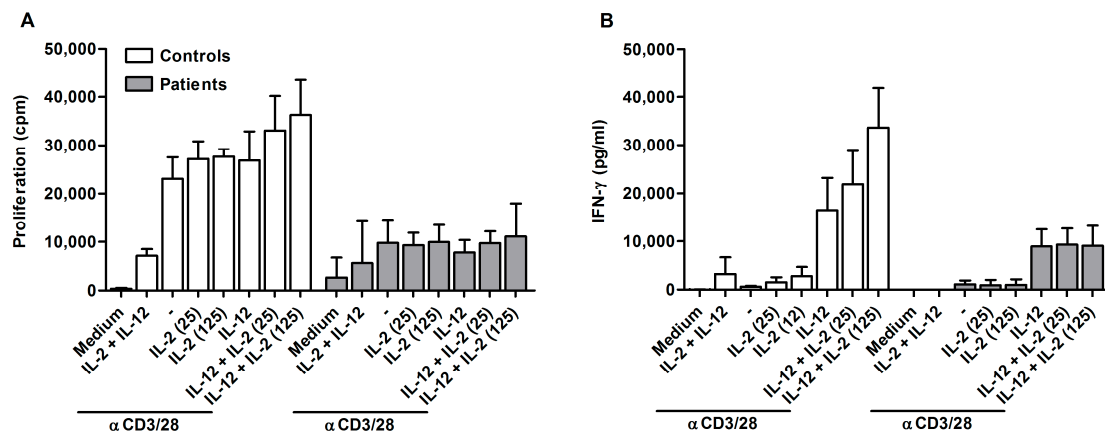 A
Proliferation (cpm)
50,000
40,000
30,000
20,000
10,000
0
Controls
Patients
Medium
IL-2 + IL-12
-
IL-2 (25)
IL-2 (125)
IL-12
IL-12 + IL-2 (25)
IL-12 + IL-2 (125)
Medium
IL-2 + IL-12
-
IL-2 (25)
IL-2 (125)
IL-12
IL-12 + IL-2 (25)
IL-12 + IL-2 (125)
αCD3/28
αCD3/28
B
IFN-γ (pg/ml)
50,000
40,000
30,000
20,000
10,000
0
Medium
IL-2 + IL-12
-
IL-2 (25)
IL-2 (12)
IL-12
IL-12 + IL-2 (25)
IL-12 + IL-2 (125)
Medium
IL-2 + IL-12
-
IL-2 (25)
IL-2 (125)
IL-12
IL-12 + IL-2 (25)
IL-12 + IL-2 (125)
αCD3/28
αCD3/28